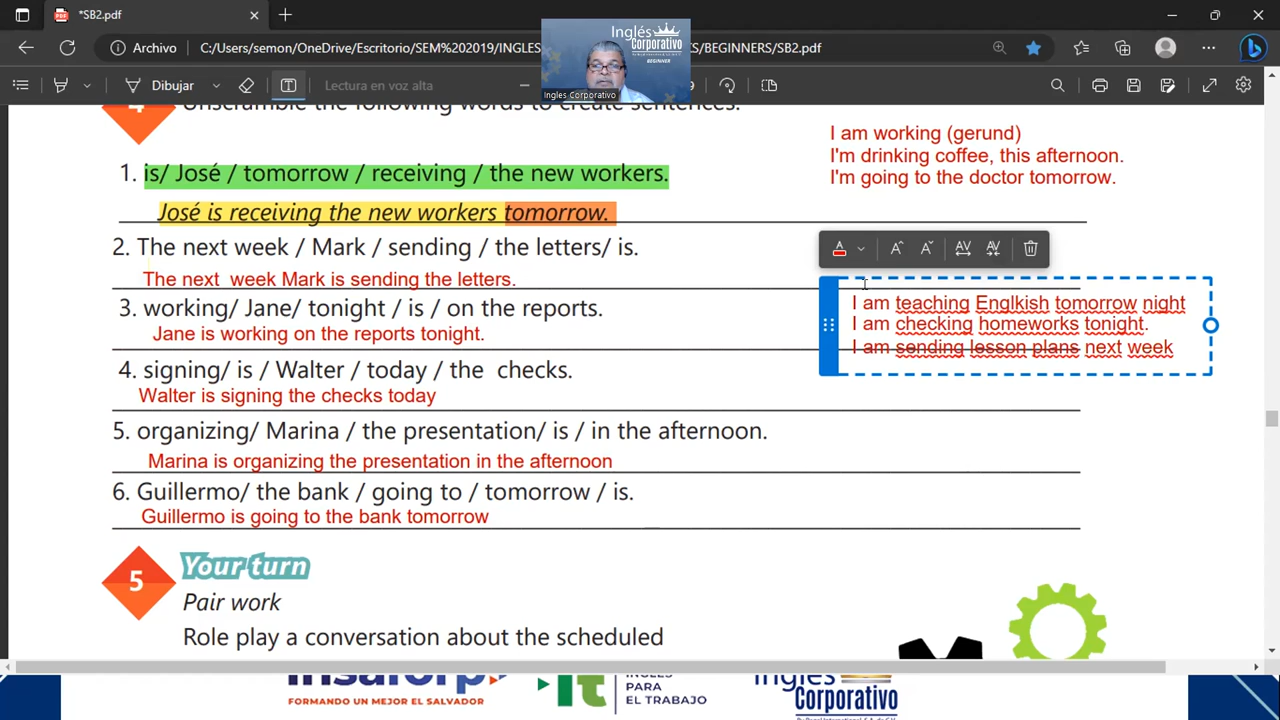 *SB2.pdf
Archivo C:/Users/semon/OneDrive/Escritorio/SEM%202019/INGLES BEGINNERS/SB2.pdf
Inglés
Corporativo
BEGINNER
Ingles Corporativo
Dibujar
Lectura en voz alta
4 Unscramble the following words to create sentences.
I am working (gerund)
I'm drinking coffee, this afternoon.
I'm going to the doctor tomorrow.
1. is/ José / tomorrow / receiving / the new workers.
José is receiving the new workers tomorrow.
2. The next week / Mark / sending / the letters/ is.
The next week Mark is sending the letters.
3. working/ Jane/ tonight / is / on the reports.
Jane is working on the reports tonight.
I am teaching Englkish tomorrow night
I am checking homeworks tonight.
I am sending lesson plans next week
4. signing/ is / Walter / today / the checks.
Walter is signing the checks today
5. organizing/ Marina / the presentation/ is / in the afternoon.
Marina is organizing the presentation in the afternoon
6. Guillermo/ the bank / going to / tomorrow / is.
Guillermo is going to the bank tomorrow
5 Your turn
Pair work
Role play a conversation about the scheduled
insaforp
FORMANDO UN MEJOR EL SALVADOR
it
INGLÉS
PARA
EL TRABAJO
Inglés
Corporativo